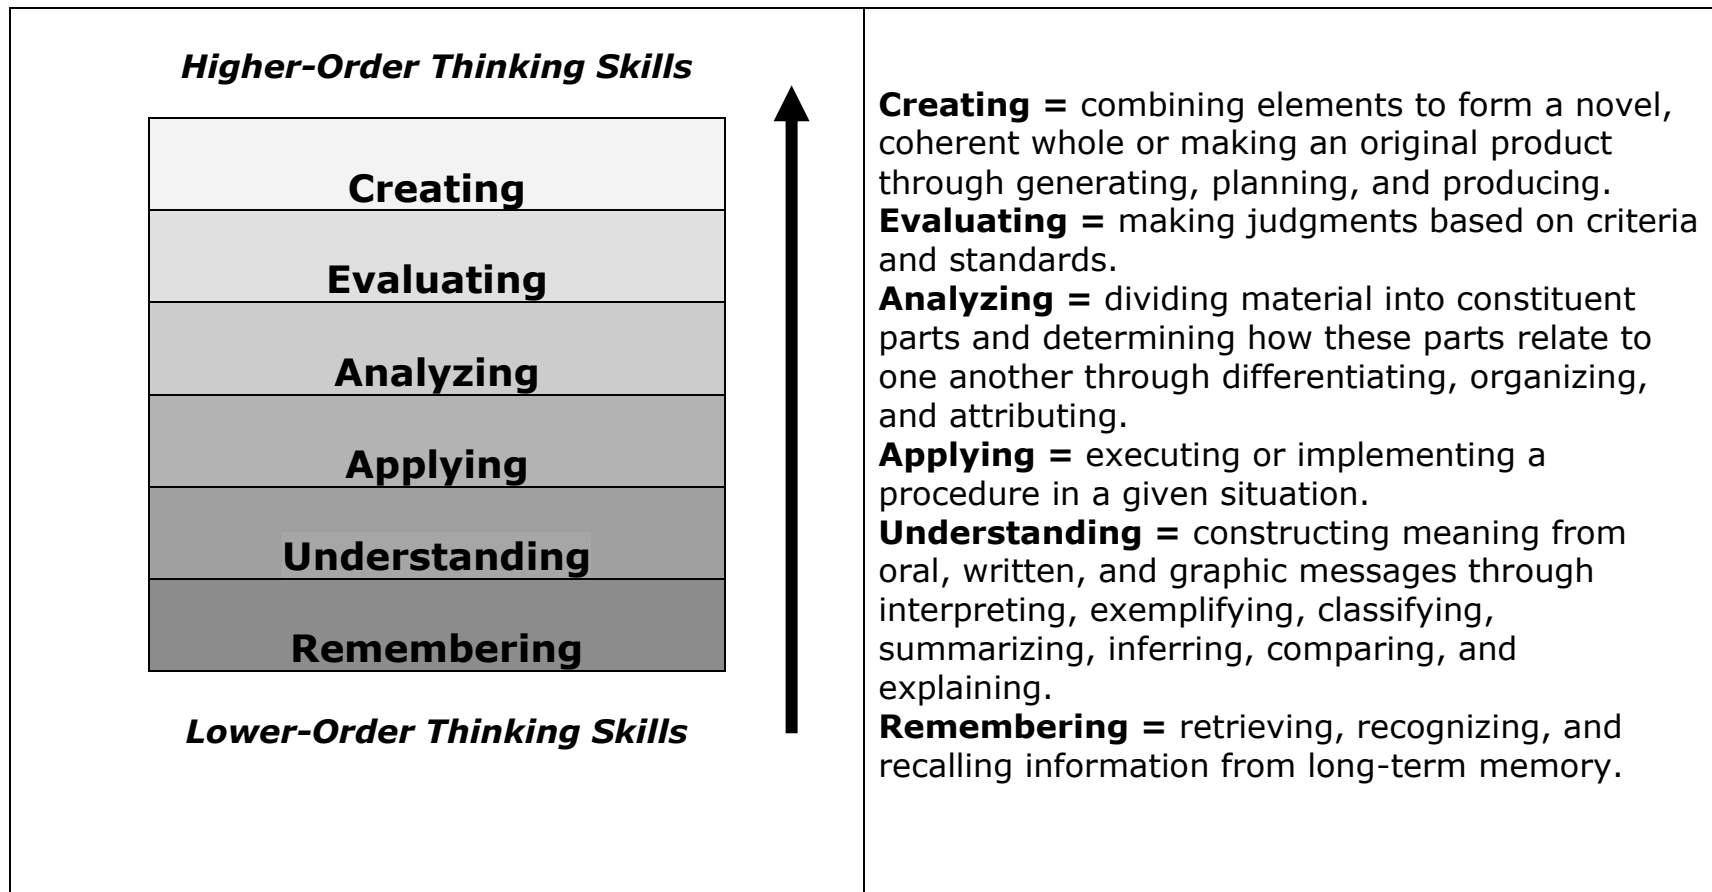 Higher-Order Thinking Skills
Creating
Evaluating
Analyzing
Applying
Understanding
Remembering
Lower-Order Thinking Skills
Creating = combining elements to form a novel,
coherent whole or making an original product
through generating, planning, and producing.
Evaluating = making judgments based on criteria
and standards.
Analyzing = dividing material into constituent
parts and determining how these parts relate to
one another through differentiating, organizing,
and attributing.
Applying = executing or implementing a
procedure in a given situation.
Understanding = constructing meaning from
oral, written, and graphic messages through
interpreting, exemplifying, classifying,
summarizing, inferring, comparing, and
explaining.
Remembering = retrieving, recognizing, and
recalling information from long-term memory.